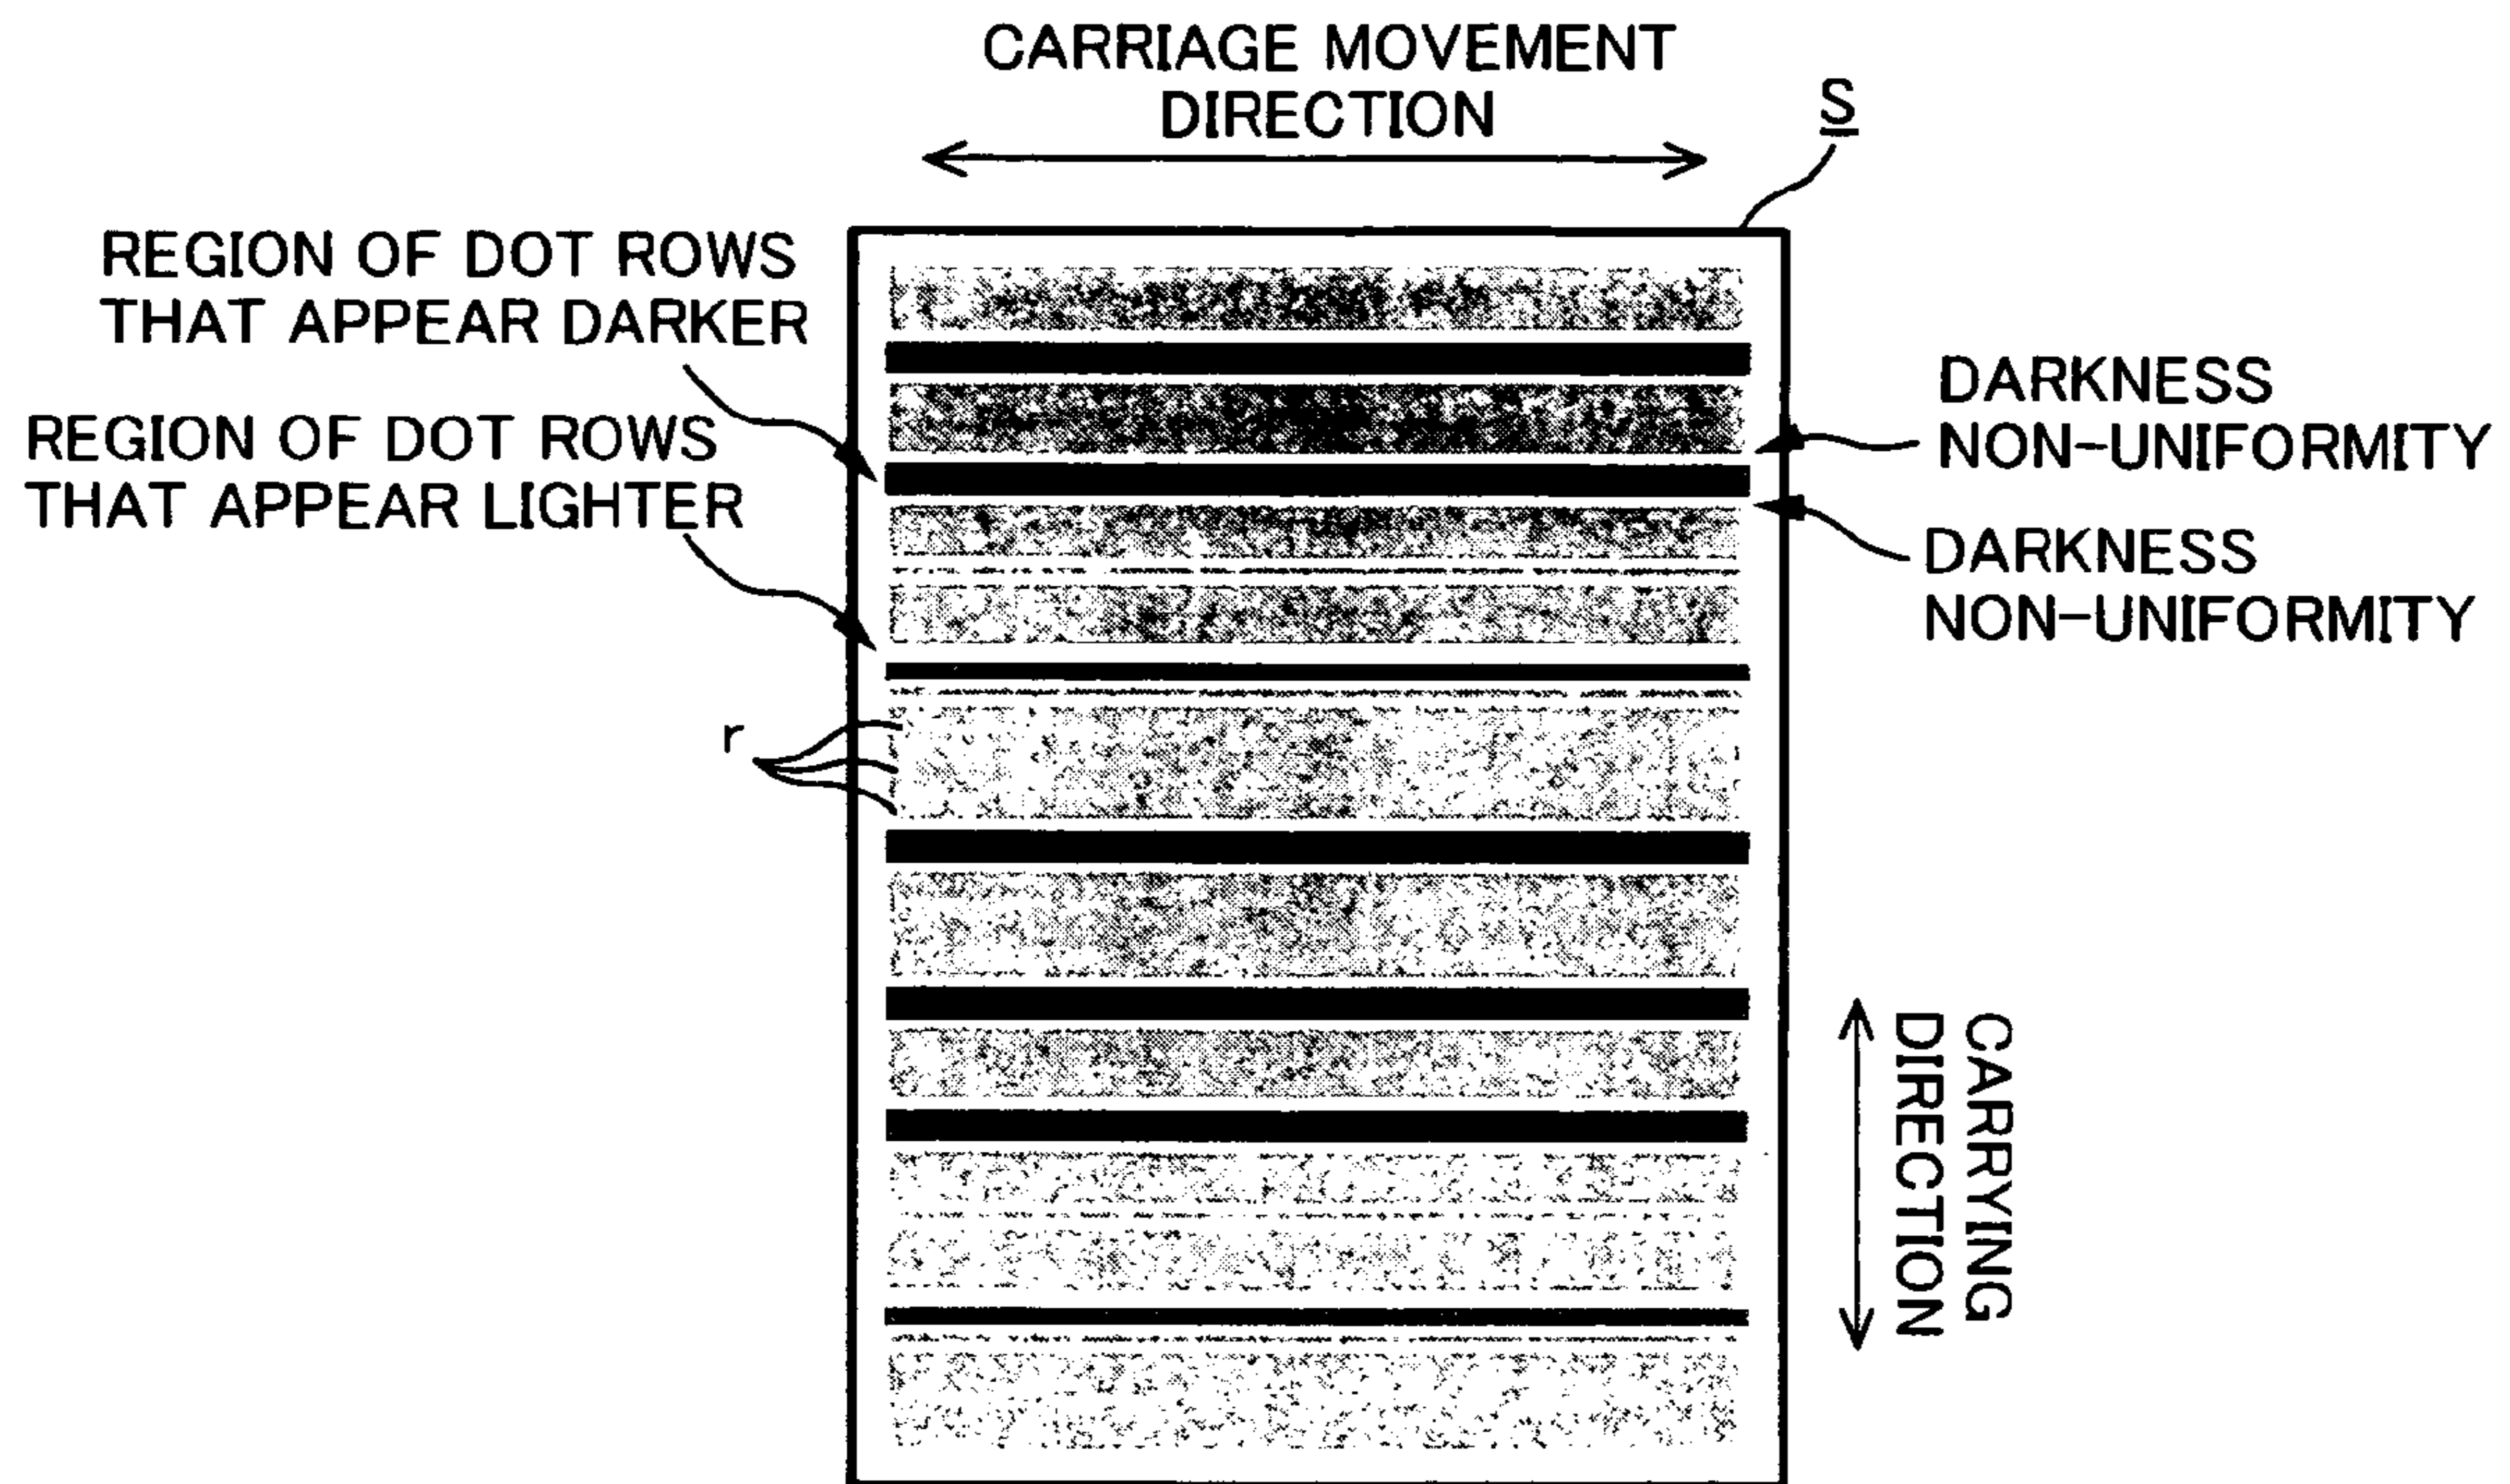 CARRIAGE MOVEMENT
DIRECTION
S
REGION OF DOT ROWS
THAT APPEAR DARKER
REGION OF DOT ROWS
THAT APPEAR LIGHTER
DARKNESS
NON-UNIFORMITY
DARKNESS
NON-UNIFORMITY
r
CARRYING
DIRECTION